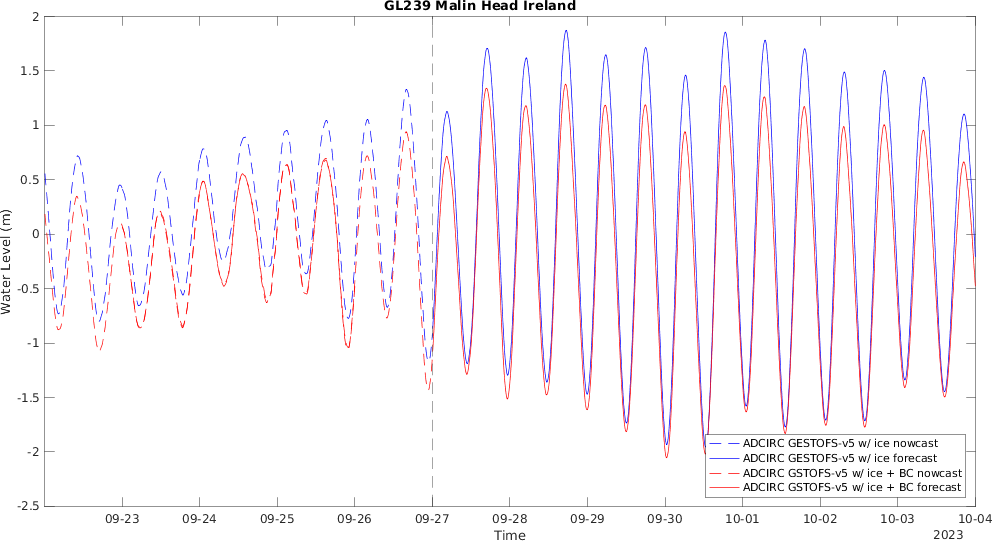 GL239 Malin Head Ireland
Water Level (m)
2
1.5
1
0.5
0
-0.5
-1
-1.5
-2
-2.5
ADCIRC GESTOFS-v5 w/ ice nowcast
ADCIRC GESTOFS-v5 w/ ice forecast
ADCIRC GSTOFS-v5 w/ ice + BC nowcast
ADCIRC GSTOFS-v5 w/ ice + BC forecast
09-23 09-24 09-25 09-26 09-27 09-28 09-29 09-30 10-01 10-02 10-03 10-04
Time 2023